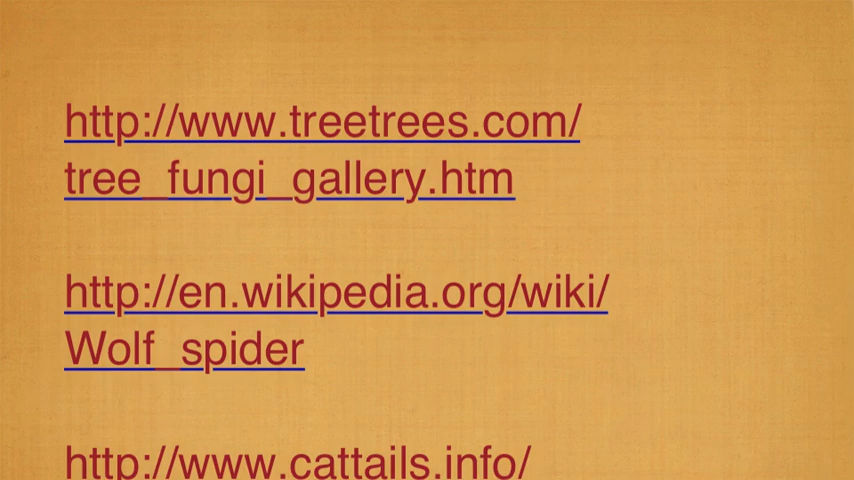 http://www.treetrees.com/
tree_fungi_gallery.htm
http://en.wikipedia.org/wiki/
Wolf_spider
http://www.cattails.info/